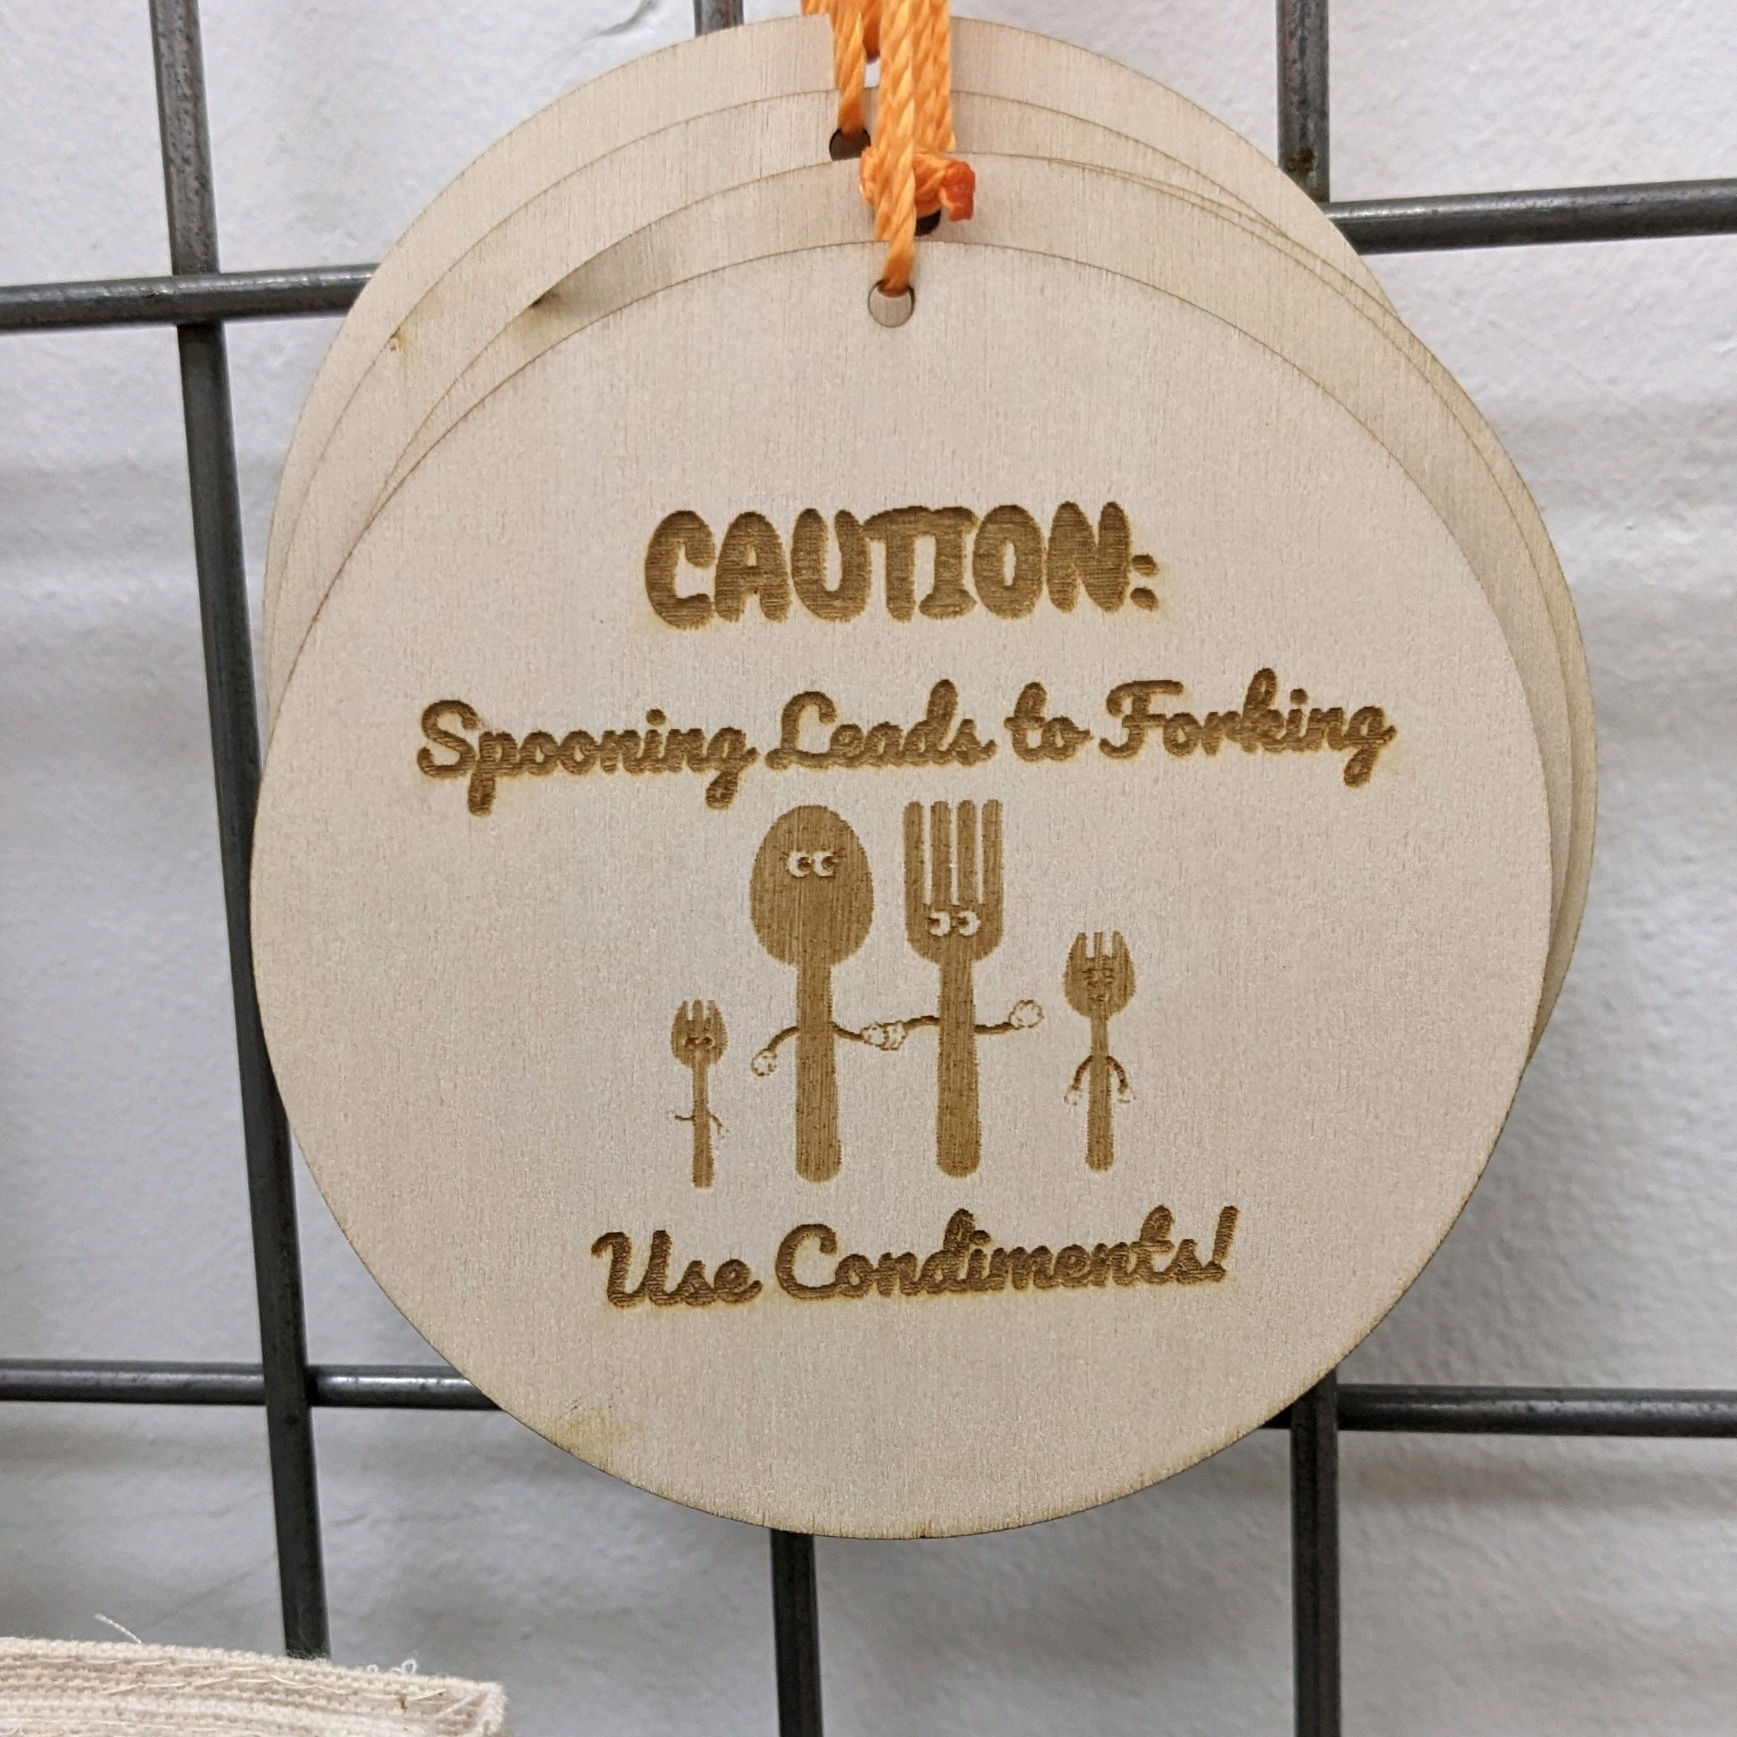 CAUTION:
Spooning Leads to Forking
Use Condiments!